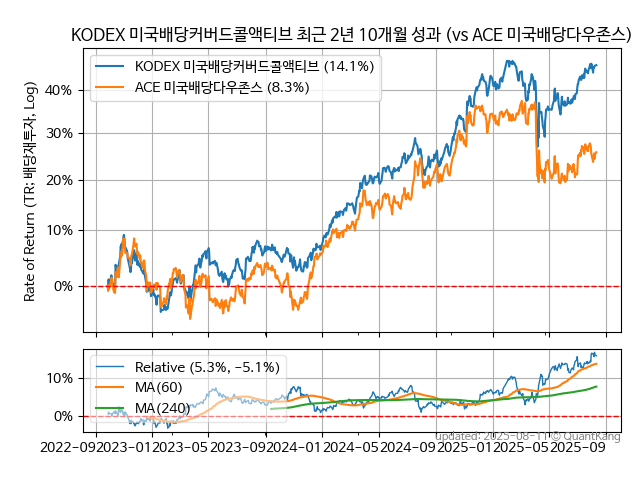 KODEX 미국배당커버드콜액티브 최근 2년 10개월 성과 (vs ACE 미국배당다우존스)
KODEX 미국배당커버드콜액티브 (14.1%)
ACE 미국배당다우존스 (8.3%)
Rate of Return (TR: 배당재투자, Log)
40%
30%
20%
10%
0%
Relative (5.3%, −5.1%)
MA(60)
MA(240)
10%
0%
updated: 2025-08-11 © QuantKang
2022-09 2023-01 2023-05 2023-09 2024-01 2024-05 2024-09 2025-01 2025-05 2025-09